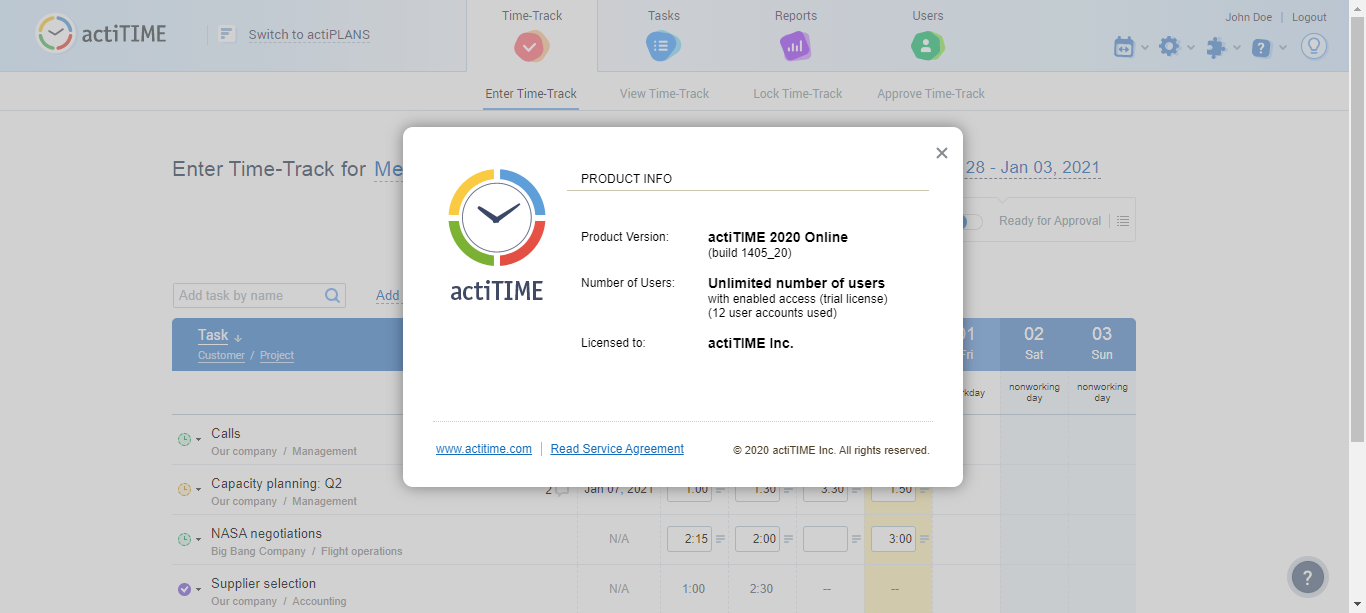 actiTIME
Switch to actiPLANS
Time-Track
Tasks
Reports
Users
John Doe | Logout
Enter Time-Track
View Time-Track
Lock Time-Track
Approve Time-Track
Enter Time-Track for Me
28 - Jan 03, 2021
Ready for Approval
Add task by name
Add
PRODUCT INFO
actiTIME
Product Version:
actiTIME 2020 Online
(build 1405_20)
Number of Users:
Unlimited number of users
with enabled access (trial license)
(12 user accounts used)
Licensed to:
actiTIME Inc.
www.actitime.com
Read Service Agreement
© 2020 actiTIME Inc. All rights reserved.
Task ↓
Customer / Project
02
Sat
03
Sun
nonworking
day
nonworking
day
Calls
Our company / Management
Capacity planning: Q2
Our company / Management
2
Jan 07, 2021
1:00
1:30
3:30
1:50
NASA negotiations
Big Bang Company / Flight operations
N/A
2:15
2:00
3:00
Supplier selection
Our company / Accounting
N/A
1:00
2:30
--
--
?